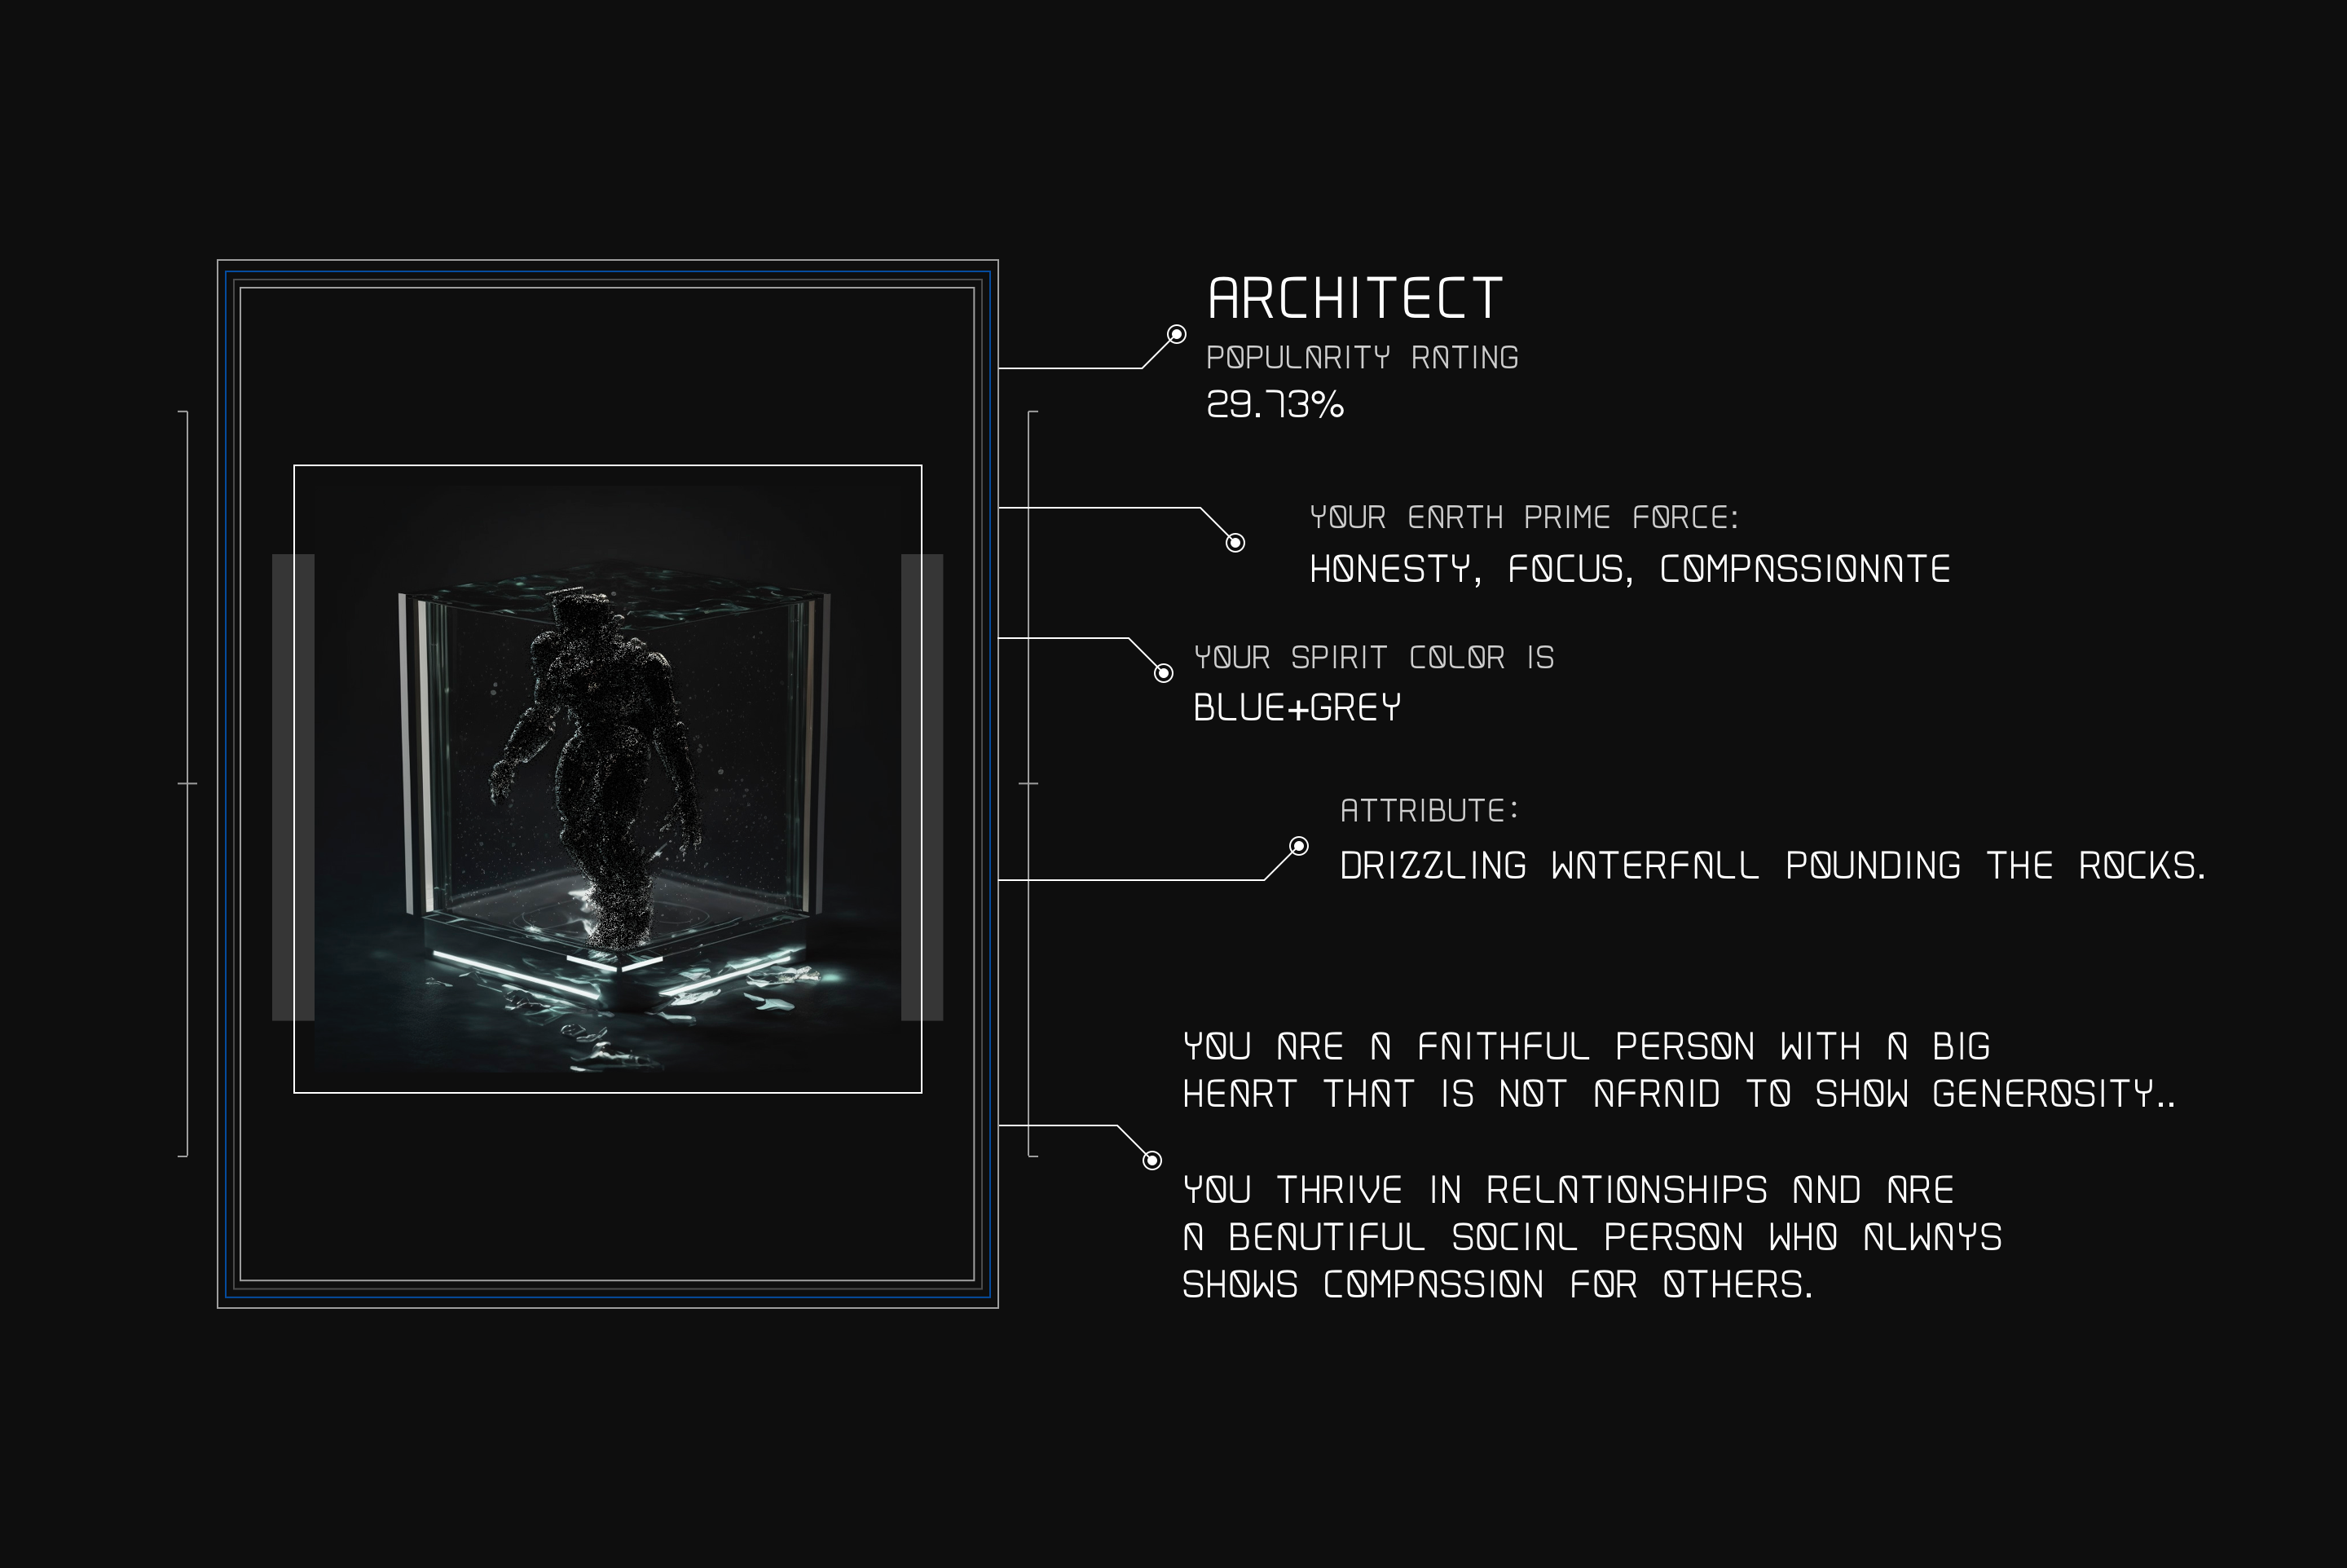 ARCHITECT
POPULARITY RATING
29.73%
YOUR EARTH PRIME FORCE:
HONESTY, FOCUS, COMPASSIONATE
YOUR SPIRIT COLOR IS
BLUE+GREY
ATTRIBUTE:
DRIZZLING WATERFALL POUNDING THE ROCKS.
YOU ARE A FAITHFUL PERSON WITH A BIG
HEART THAT IS NOT AFRAID TO SHOW GENEROSITY..
YOU THRIVE IN RELATIONSHIPS AND ARE
A BEAUTIFUL SOCIAL PERSON WHO ALWAYS
SHOWS COMPASSION FOR OTHERS.